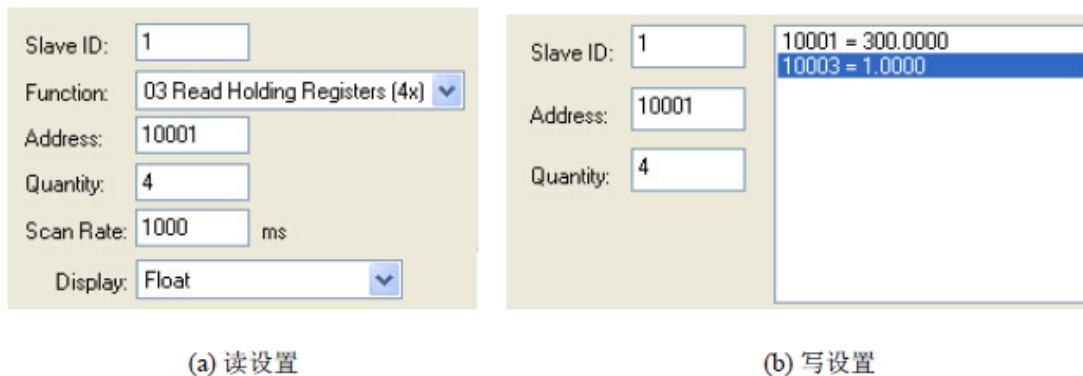 Slave ID: 1
Function: 03 Read Holding Registers (4x)
Address: 10001
Quantity: 4
Scan Rate: 1000 ms
Display: Float
(a) 读设置
Slave ID: 1
Address: 10001
Quantity: 4
10001 = 300.0000
10003 = 1.0000
(b) 写设置